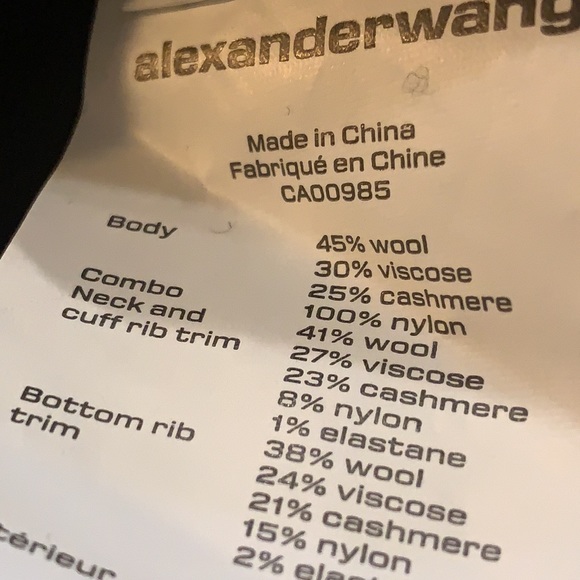 alexanderwang
Made in China
Fabriqué en Chine
CA00985
Body 45% wool
30% viscose
25% cashmere
Combo 100% nylon
Neck and 41% wool
cuff rib trim 27% viscose
23% cashmere
8% nylon
1% elastane
Bottom rib 38% wool
trim 24% viscose
21% cashmere
15% nylon
2%